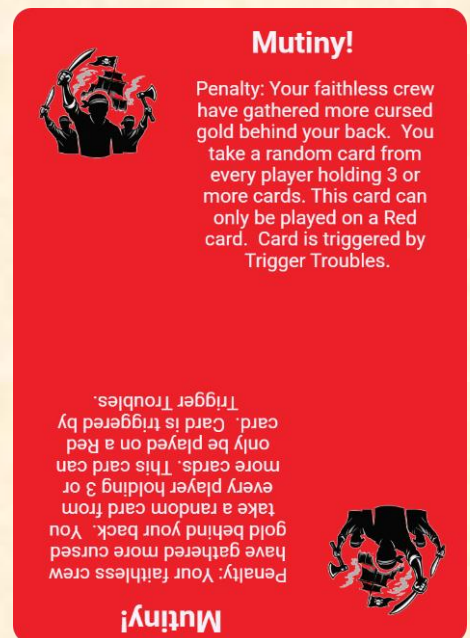 Mutiny!
Penalty: Your faithless crew
have gathered more cursed
gold behind your back.  You
take a random card from
every player holding 3 or
more cards. This card can
only be played on a Red
card.  Card is triggered by
Trigger Troubles.
Mutiny!
Penalty: Your faithless crew
have gathered more cursed
gold behind your back.  You
take a random card from
every player holding 3 or
more cards. This card can
only be played on a Red
card.  Card is triggered by
Trigger Troubles.